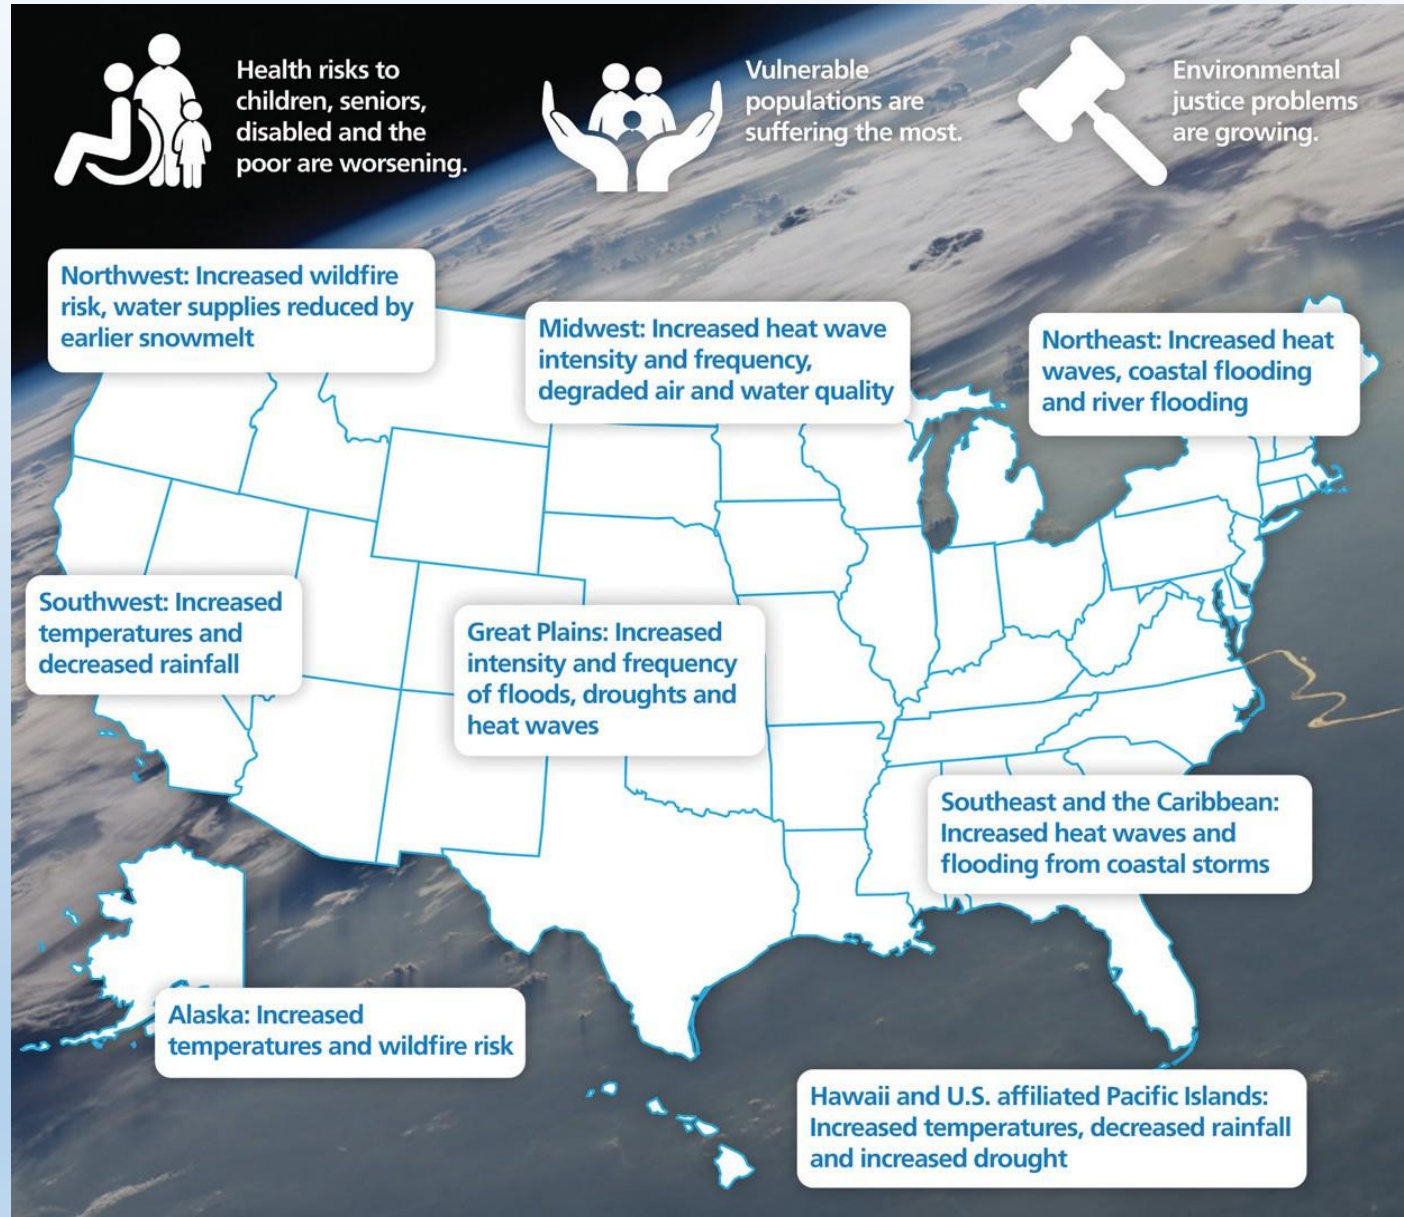 Health risks to
children, seniors,
disabled and the
poor are worsening.
Vulnerable
populations are
suffering the most.
Environmental
justice problems
are growing.
Northwest: Increased wildfire
risk, water supplies reduced by
earlier snowmelt
Midwest: Increased heat wave
intensity and frequency,
degraded air and water quality
Northeast: Increased heat
waves, coastal flooding
and river flooding
Southwest: Increased
temperatures and
decreased rainfall
Great Plains: Increased
intensity and frequency
of floods, droughts and
heat waves
Southeast and the Caribbean:
Increased heat waves and
flooding from coastal storms
Alaska: Increased
temperatures and wildfire risk
Hawaii and U.S. affiliated Pacific Islands:
Increased temperatures, decreased rainfall
and increased drought